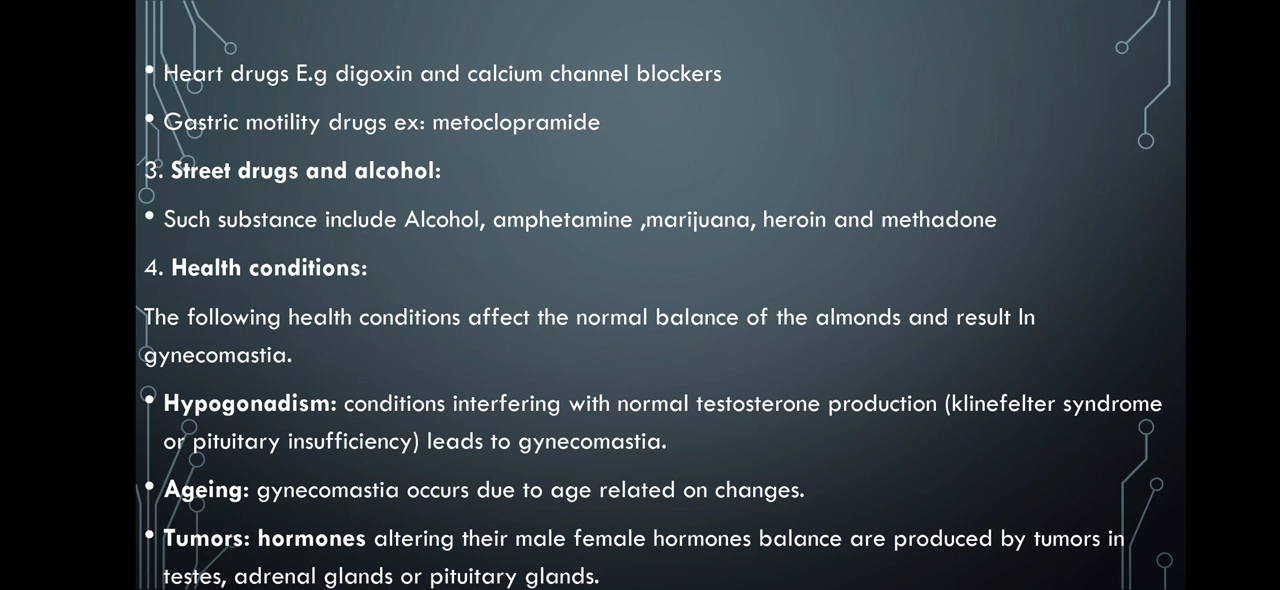 • Heart drugs E.g digoxin and calcium channel blockers
• Gastric motility drugs ex: metoclopramide
3. Street drugs and alcohol:
• Such substance include Alcohol, amphetamine ,marijuana, heroin and methadone
4. Health conditions:
The following health conditions affect the normal balance of the almonds and result In
gynecomastia.
• Hypogonadism: conditions interfering with normal testosterone production (klinefelter syndrome
or pituitary insufficiency) leads to gynecomastia.
• Ageing: gynecomastia occurs due to age related on changes.
• Tumors: hormones altering their male female hormones balance are produced by tumors in
testes, adrenal glands or pituitary glands.